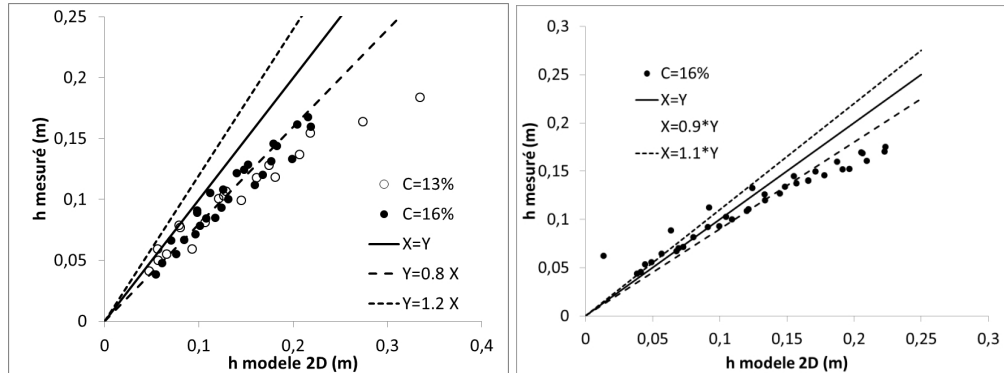 0,25
0,2
0,15
0,1
0,05
0
h mesuré (m)
C=13%
C=16%
X=Y
Y=0.8 X
Y=1.2 X
0
0,1
0,2
0,3
0,4
h modele 2D (m)
0,3
0,25
0,2
0,15
0,1
0,05
0
h mesuré (m)
C=16%
X=Y
X=0.9*Y
X=1.1*Y
0
0,05
0,1
0,15
0,2
0,25
0,3
h modele 2D (m)